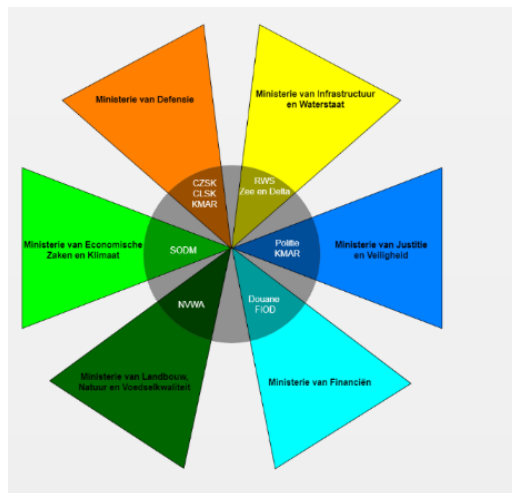 Ministerie van Defensie
Ministerie van Infrastructuur
en Waterstaat
CZSK
CLSK
KMAR
RWS
Zee en Delta
Ministerie van Economische
Zaken en Klimaat
SODM
Politie
KMAR
Ministerie van Justitie
en Veiligheid
NVWA
Douane
FIOD
Ministerie van Landbouw,
Natuur en Voedselkwaliteit
Ministerie van Financiën